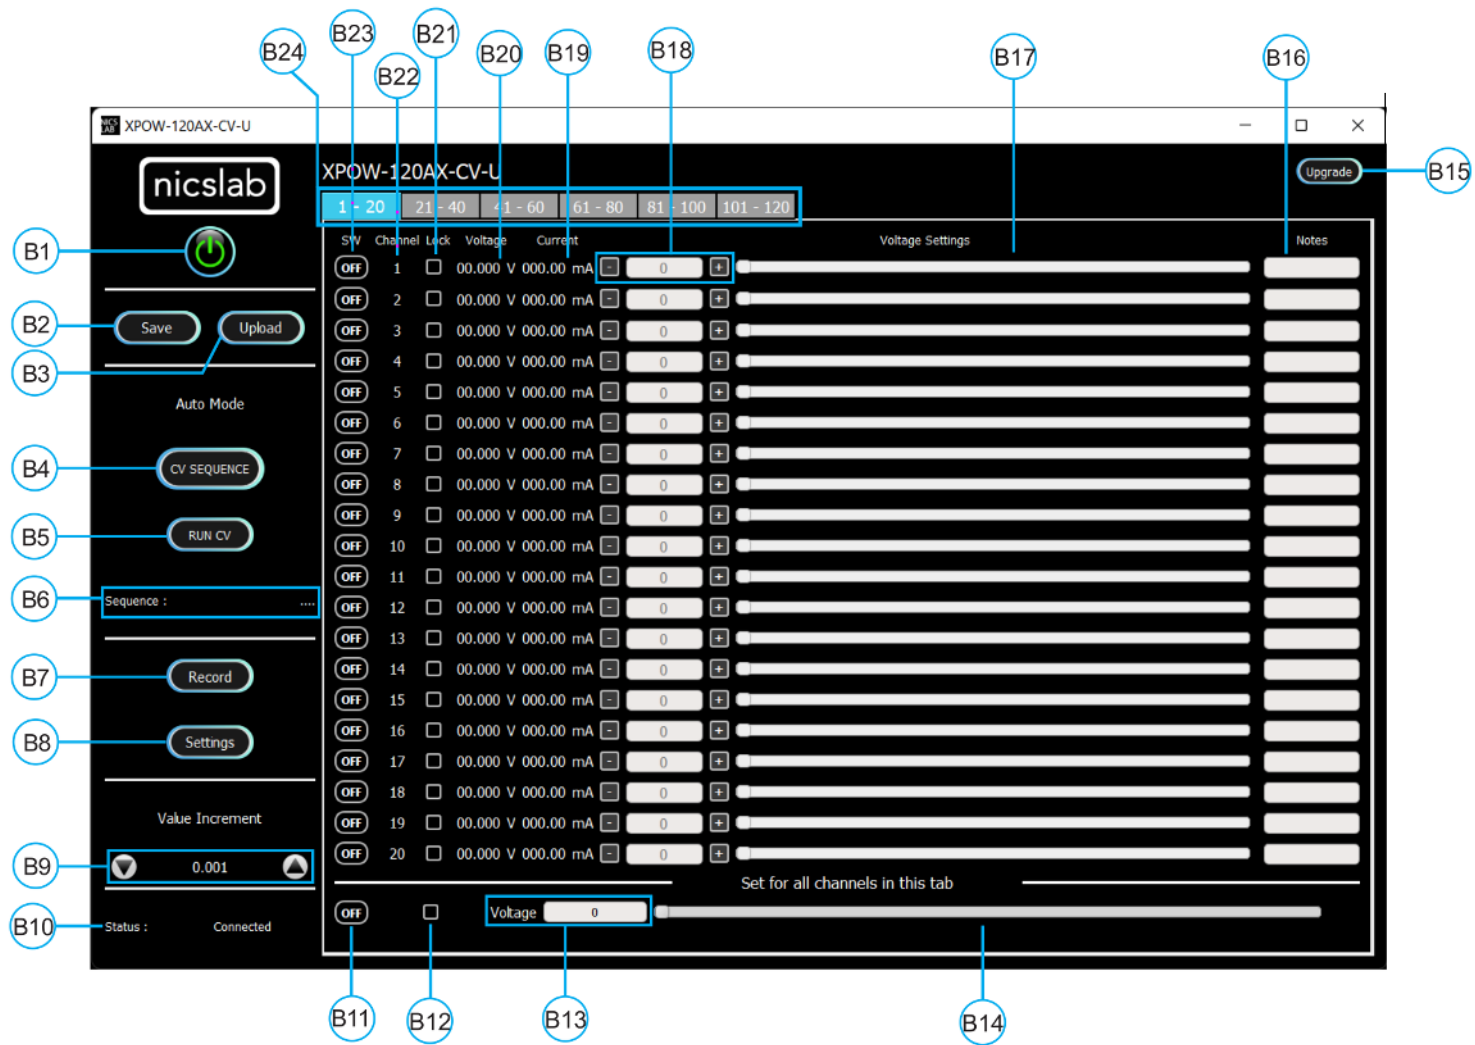 B23
B21
B24
B20
B19
B18
B17
B16
B22
NICS LAB XPOW-120AX-CV-U
nicslab
XPOW-120AX-CV-U
Upgrade
B15
1 - 20 21 - 40 41 - 60 61 - 80 81 - 100 101 - 120
SW Channel Lock Voltage Current Voltage Settings Notes
B1
OFF 1 00.000 V 000.00 mA - 0 +
OFF 2 00.000 V 000.00 mA - 0 +
B2 Save Upload
OFF 3 00.000 V 000.00 mA - 0 +
OFF 4 00.000 V 000.00 mA - 0 +
B3
OFF 5 00.000 V 000.00 mA - 0 +
Auto Mode
OFF 6 00.000 V 000.00 mA - 0 +
OFF 7 00.000 V 000.00 mA - 0 +
B4 CV SEQUENCE
OFF 8 00.000 V 000.00 mA - 0 +
OFF 9 00.000 V 000.00 mA - 0 +
B5 RUN CV
OFF 10 00.000 V 000.00 mA - 0 +
OFF 11 00.000 V 000.00 mA - 0 +
B6 Sequence : ....
OFF 12 00.000 V 000.00 mA - 0 +
OFF 13 00.000 V 000.00 mA - 0 +
OFF 14 00.000 V 000.00 mA - 0 +
B7 Record
OFF 15 00.000 V 000.00 mA - 0 +
OFF 16 00.000 V 000.00 mA - 0 +
B8 Settings
OFF 17 00.000 V 000.00 mA - 0 +
OFF 18 00.000 V 000.00 mA - 0 +
Value Increment
OFF 19 00.000 V 000.00 mA - 0 +
OFF 20 00.000 V 000.00 mA - 0 +
B9 0.001
Set for all channels in this tab
OFF Voltage 0
B10 Status : Connected
B11
B12
B13
B14